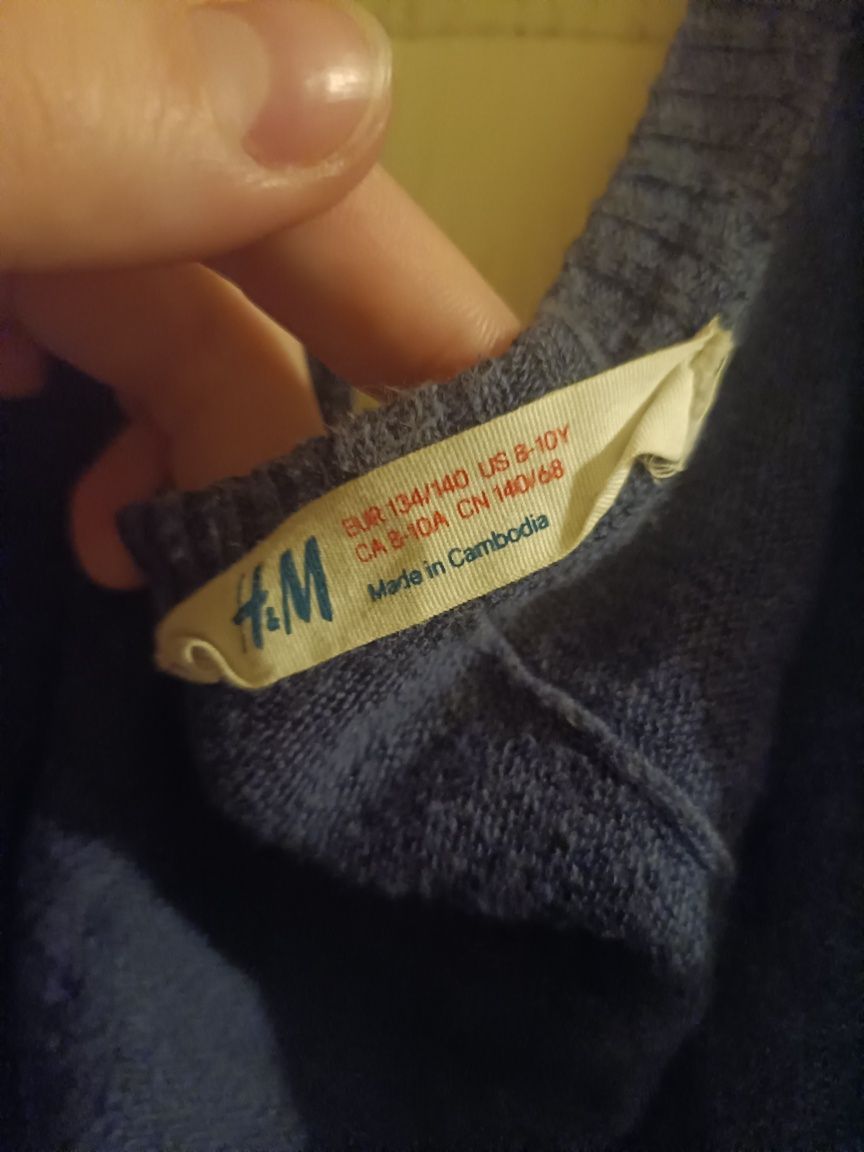 H&M
EUR 134/140 US 8-10Y
CA 8-10A CN 140/68
Made in Cambodia